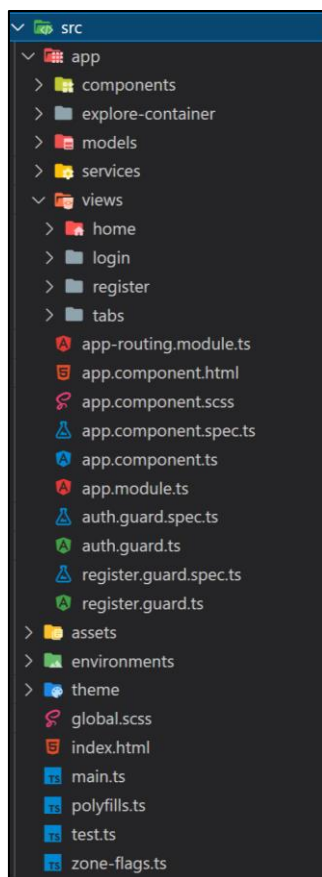 src
app
components
explore-container
models
services
views
home
login
register
tabs
app-routing.module.ts
app.component.html
app.component.scss
app.component.spec.ts
app.component.ts
app.module.ts
auth.guard.spec.ts
auth.guard.ts
register.guard.spec.ts
register.guard.ts
assets
environments
theme
global.scss
index.html
main.ts
polyfills.ts
test.ts
zone-flags.ts